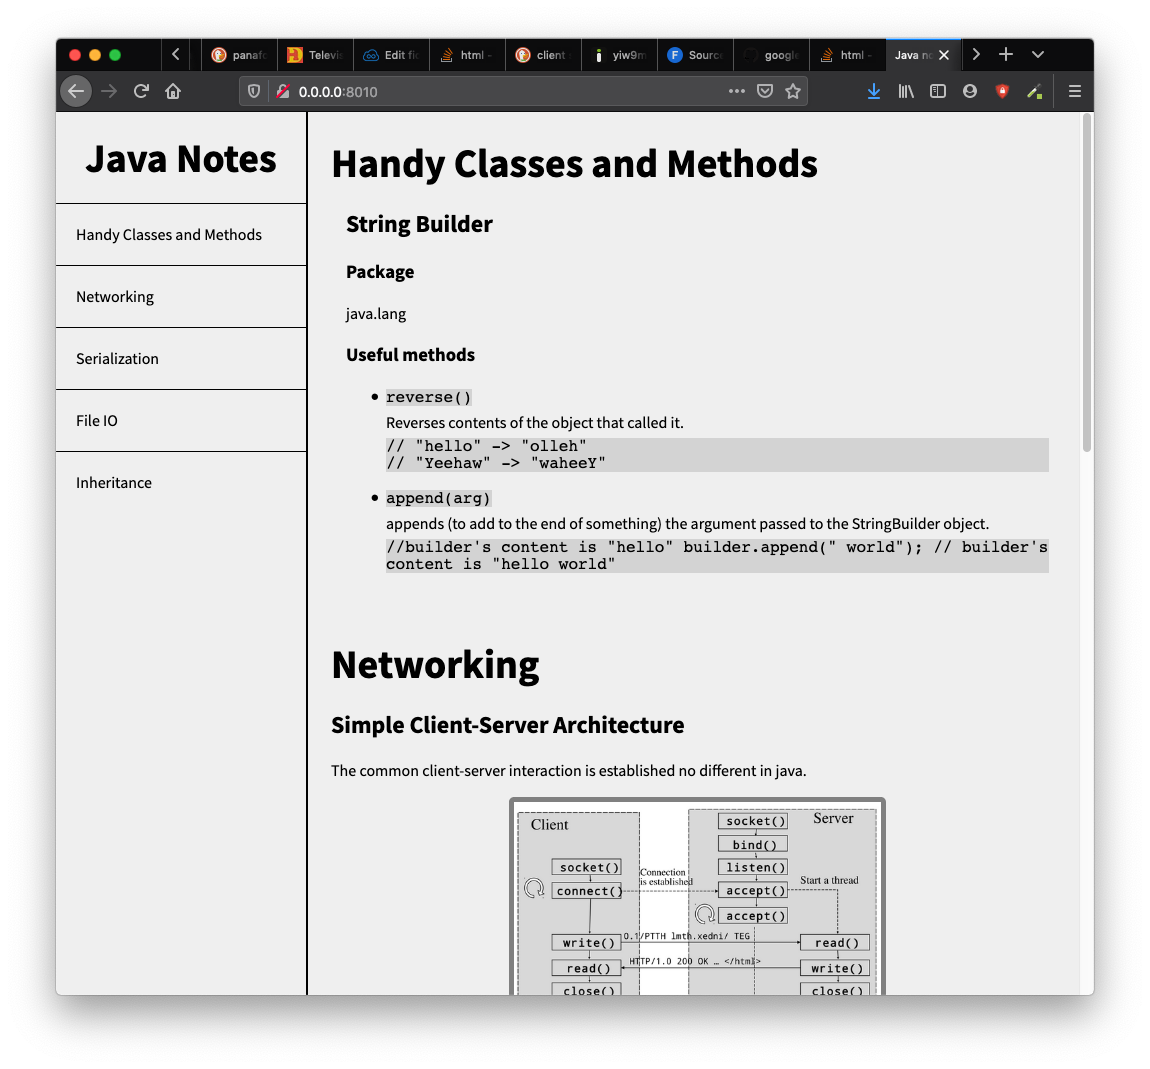 panafo
Televis
Edit fic
html -
client
yiw9m
Source
google
html -
Java no
0.0.0.0:8010
Java Notes
Handy Classes and Methods
Networking
Serialization
File IO
Inheritance
Handy Classes and Methods
String Builder
Package
java.lang
Useful methods
reverse()
Reverses contents of the object that called it.
// "hello" -> "olleh"
// "Yeehaw" -> "waheeY"
append(arg)
appends (to add to the end of something) the argument passed to the StringBuilder object.
//builder's content is "hello" builder.append(" world"); // builder's
content is "hello world"
Networking
Simple Client-Server Architecture
The common client-server interaction is established no different in java.
Client
Server
socket()
bind()
listen()
socket()
Connection
is established
connect()
accept()
Start a thread
accept()
write()
0.1/PTTH lmth.xedni/ TEG
read()
read()
HTTP/1.0 200 OK … </html>
write()
close()
close()